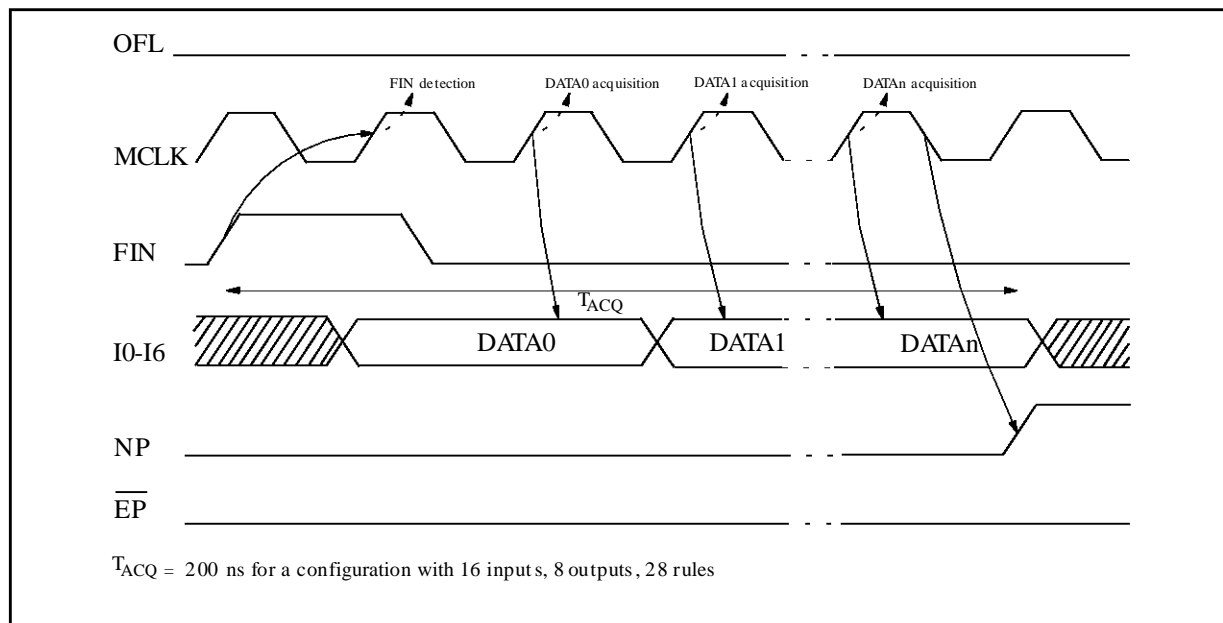 OFL
FIN detection DATA0 acquisition DATA1 acquisition DATAn acquisition
MCLK
FIN
TACQ
I0-I6 DATA0 DATA1 DATAn
NP
EP
TACQ = 200 ns for a configuration with 16 inputs, 8 outputs, 28 rules